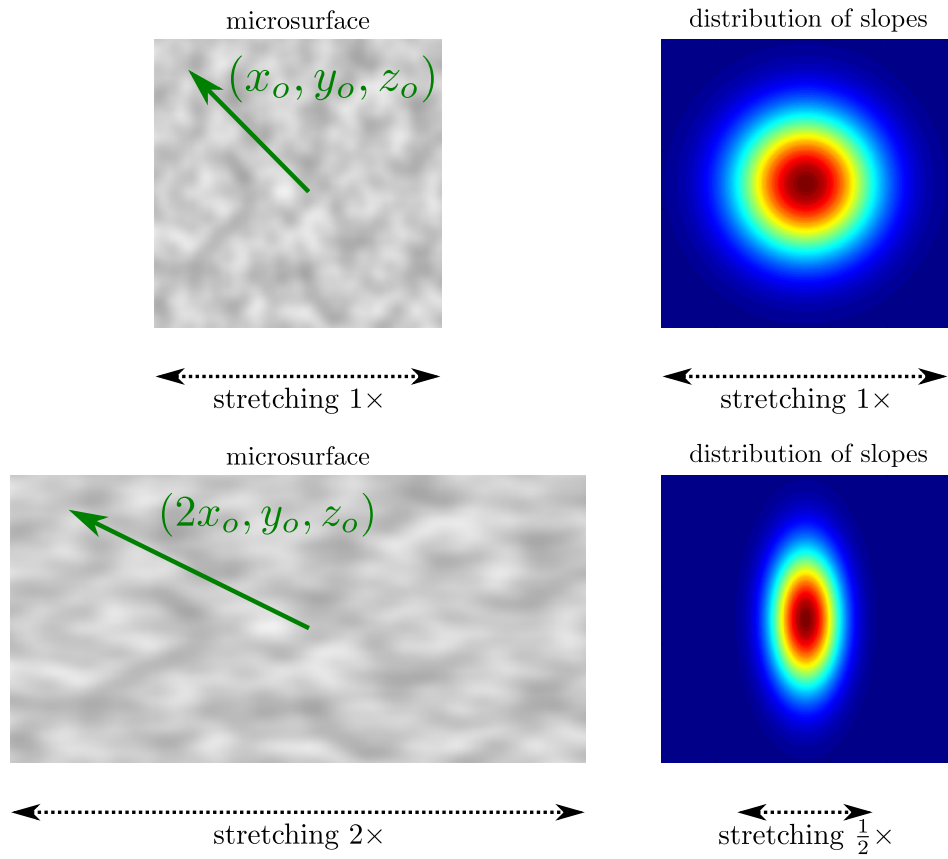 microsurface
distribution of slopes
(x_o, y_o, z_o)
stretching 1×
stretching 1×
microsurface
distribution of slopes
(2x_o, y_o, z_o)
stretching 2×
stretching \frac{1}{2}×